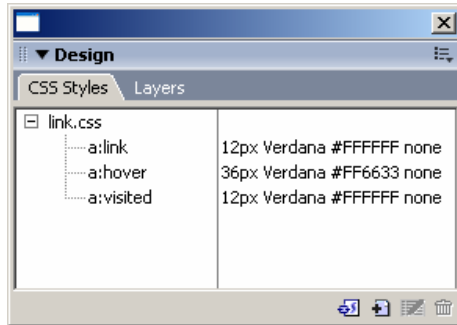 Design
CSS Styles Layers
link.css
a:link 12px Verdana #FFFFFF none
a:hover 36px Verdana #FF6633 none
a:visited 12px Verdana #FFFFFF none